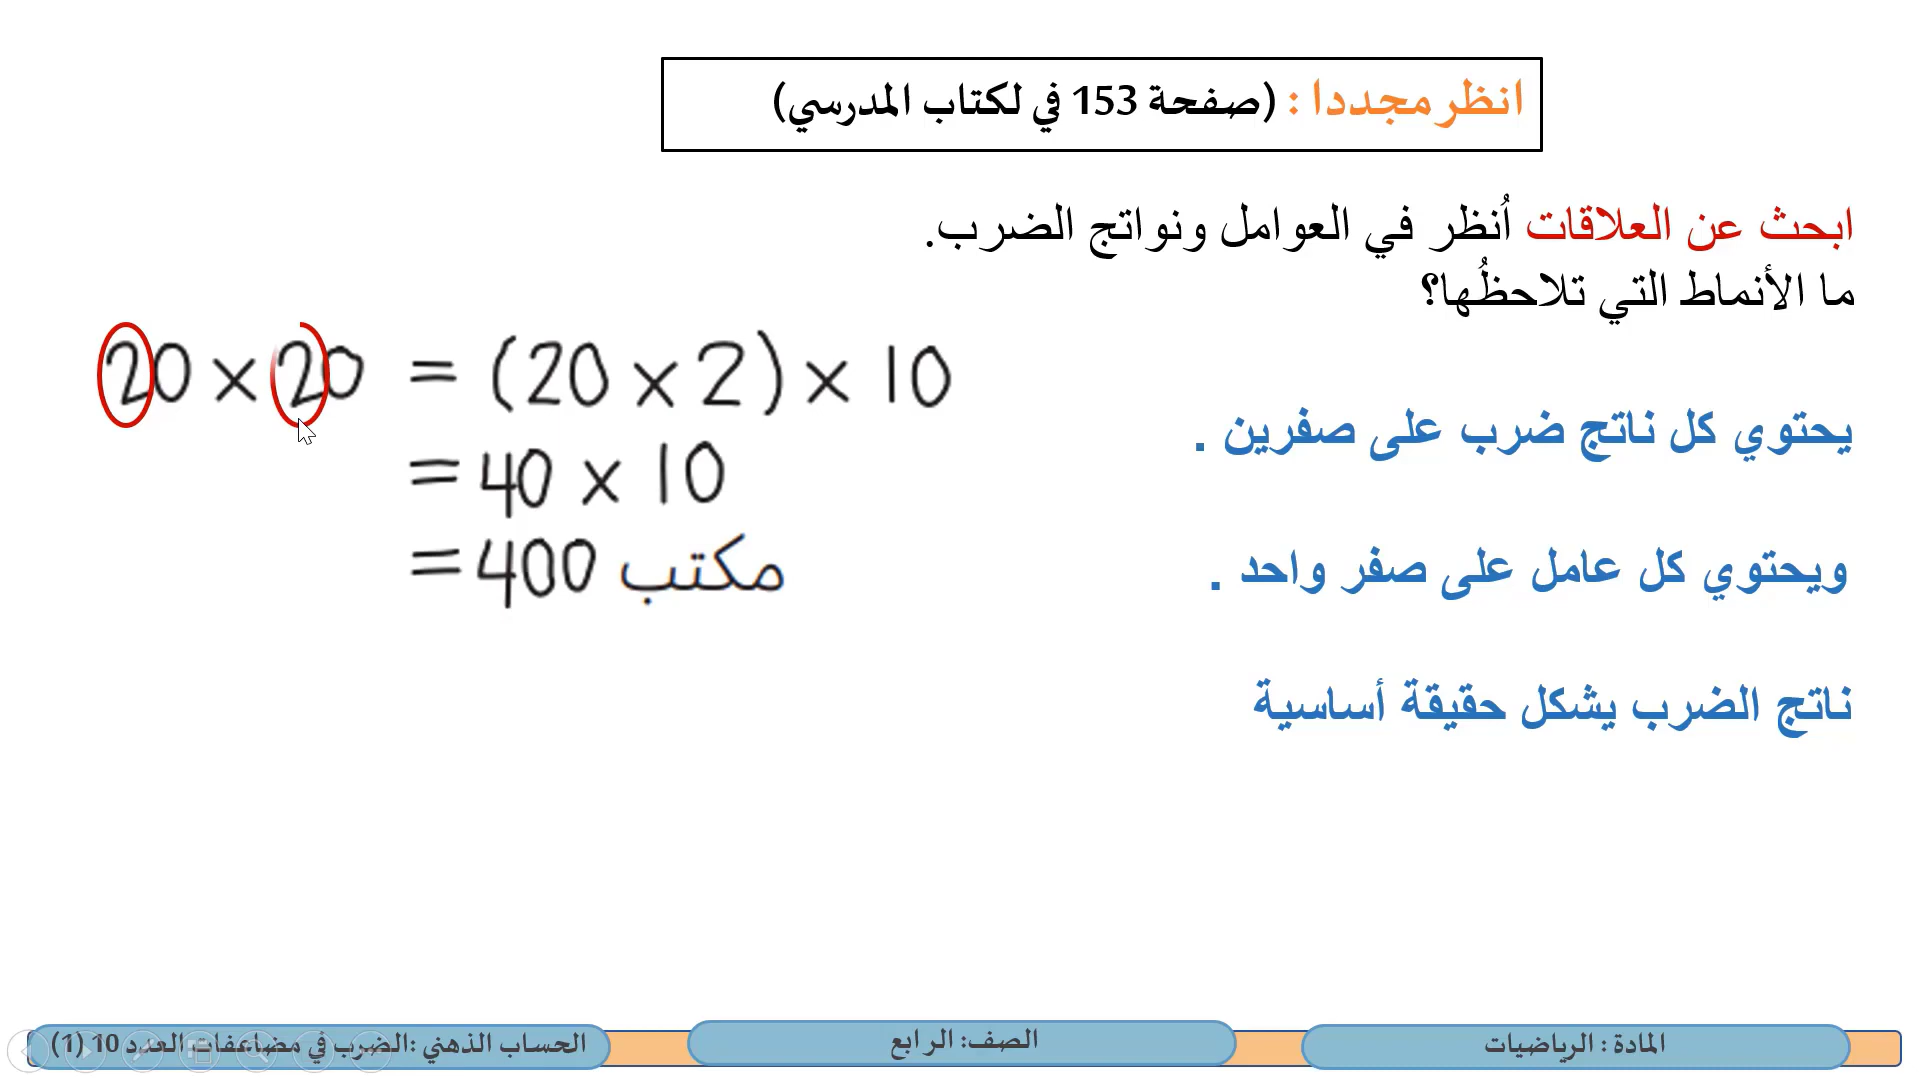 انظر مجددا : (صفحة 153 في لكتاب المدرسي)
ابحث عن العلاقات اُنظر في العوامل ونواتج الضرب.
ما الأنماط التي تلاحظُها؟
20 × 20 = (20 × 2) × 10
= 40 × 10
= 400 مكتب
يحتوي كل ناتج ضرب على صفرين .
ويحتوي كل عامل على صفر واحد .
ناتج الضرب يشكل حقيقة أساسية
المادة : الرياضيات
الصف: الرابع
الحساب الذهني :الضرب في مضاعفات العدد 10 (1)